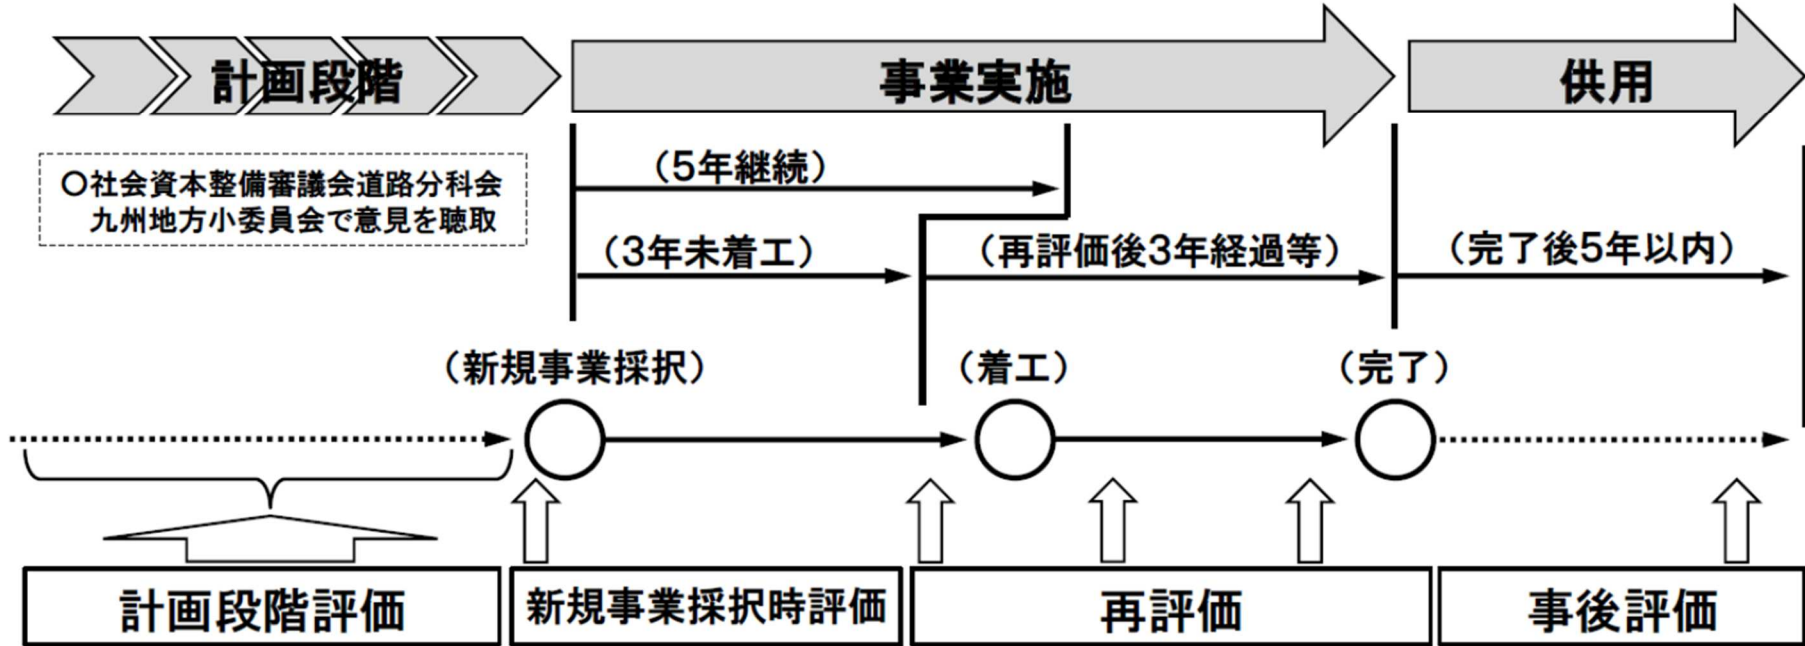 計画段階
事業実施
供用
○社会資本整備審議会道路分科会
九州地方小委員会で意見を聴取
（5年継続）
（3年未着工）
（再評価後3年経過等）
（完了後5年以内）
（新規事業採択）
（着工）
（完了）
計画段階評価
新規事業採択時評価
再評価
事後評価